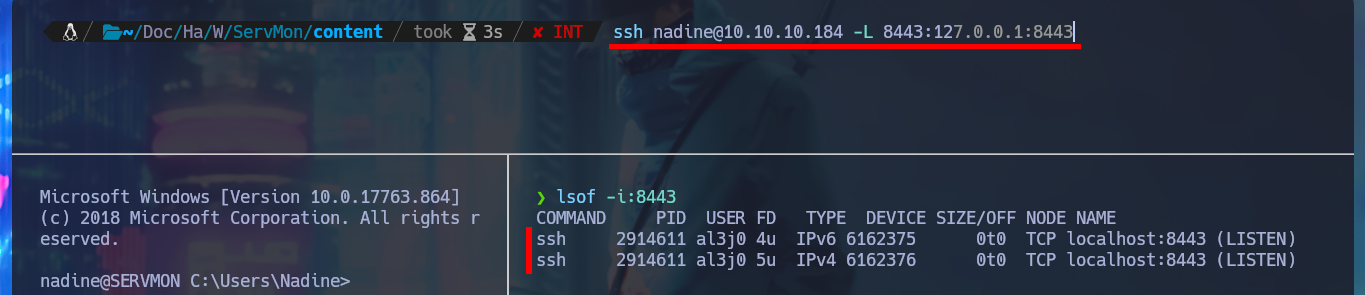 ~/Doc/Ha/W/ServMon/content / took 3s / ✘ INT ssh nadine@10.10.10.184 -L 8443:127.0.0.1:8443
Microsoft Windows [Version 10.0.17763.864]
(c) 2018 Microsoft Corporation. All rights r
eserved.
nadine@SERVMON C:\Users\Nadine>
❯ lsof -i:8443
COMMAND     PID  USER FD   TYPE  DEVICE SIZE/OFF NODE NAME
ssh     2914611 al3j0 4u  IPv6 6162375      0t0  TCP localhost:8443 (LISTEN)
ssh     2914611 al3j0 5u  IPv4 6162376      0t0  TCP localhost:8443 (LISTEN)